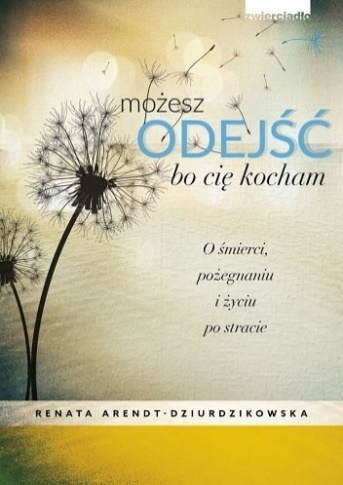 zwierciadło
możesz
ODEJŚĆ
bo cię kocham
O śmierci,
pożegnaniu
i życiu
po stracie
RENATA ARENDT-DZIURDZIKOWSKA